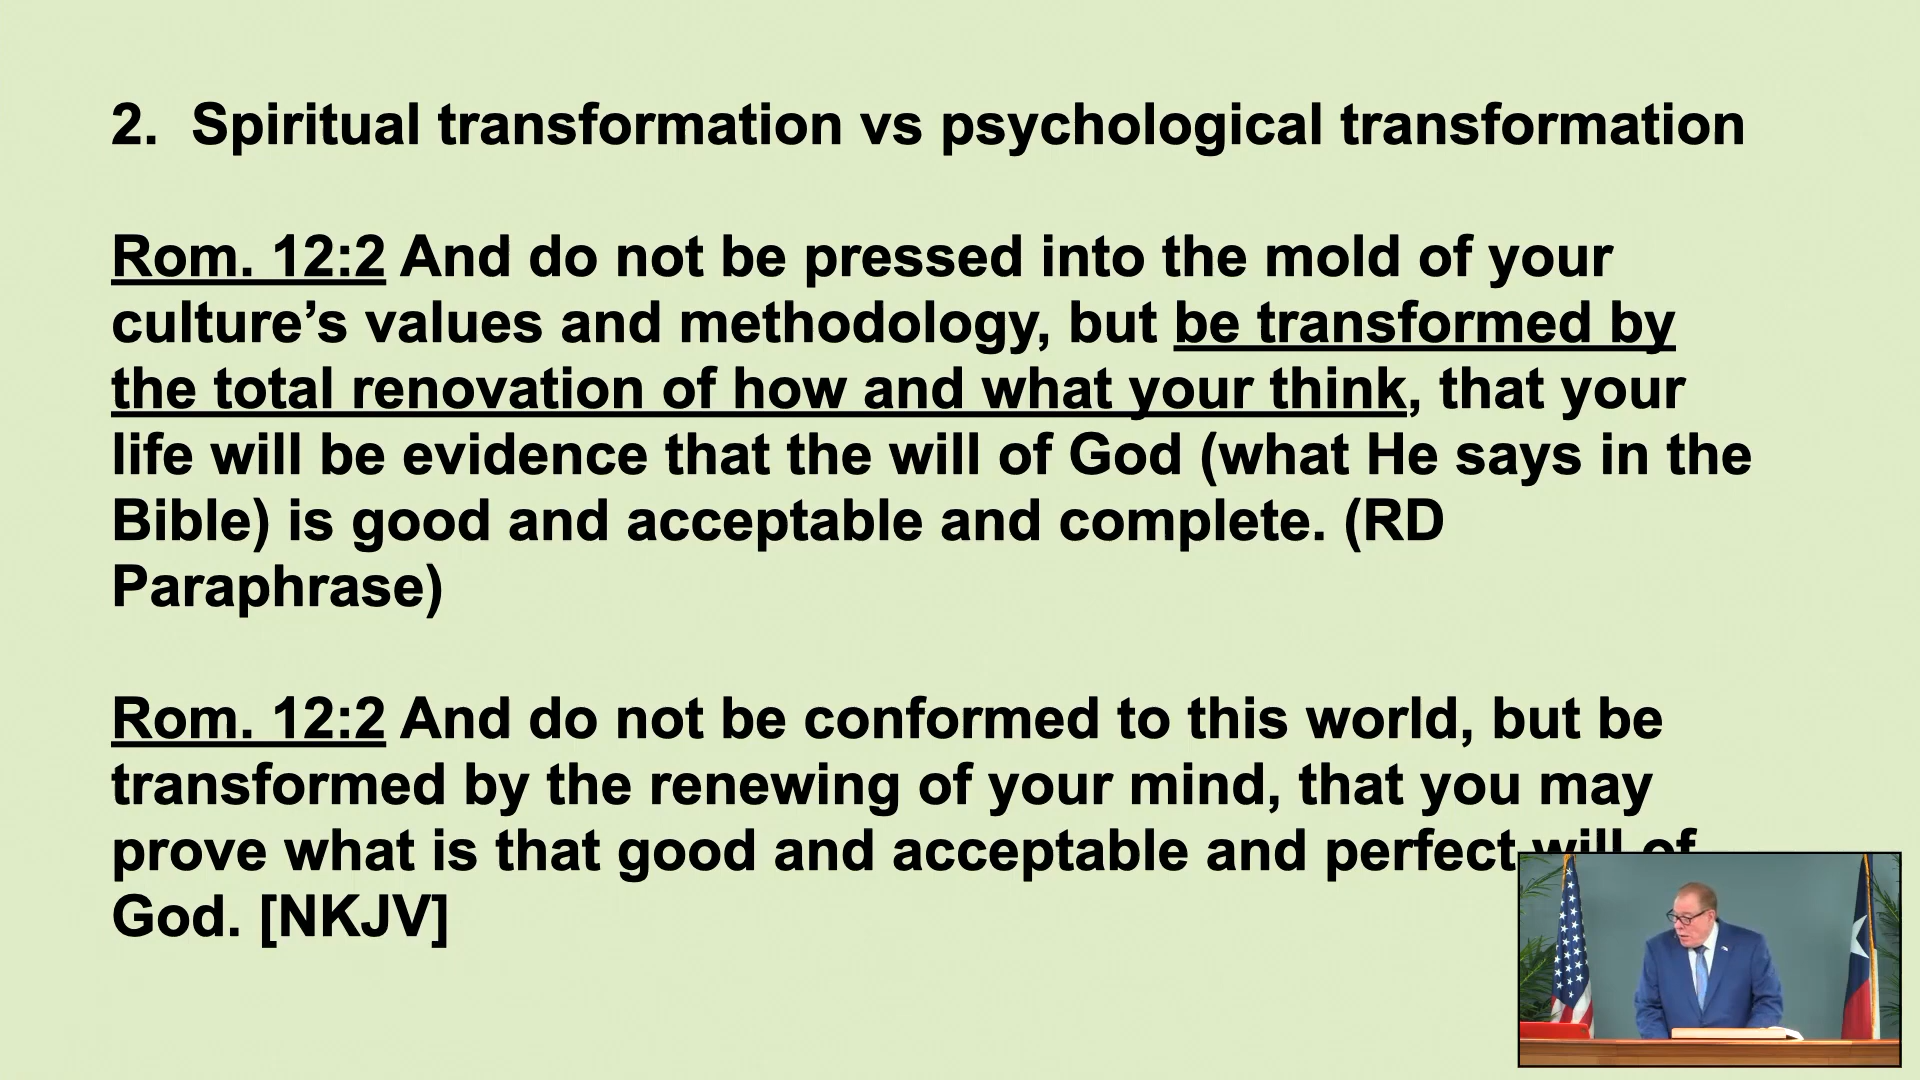 2. Spiritual transformation vs psychological transformation
Rom. 12:2 And do not be pressed into the mold of your
culture’s values and methodology, but be transformed by
the total renovation of how and what your think, that your
life will be evidence that the will of God (what He says in the
Bible) is good and acceptable and complete. (RD
Paraphrase)
Rom. 12:2 And do not be conformed to this world, but be
transformed by the renewing of your mind, that you may
prove what is that good and acceptable and perfect will of
God. [NKJV]